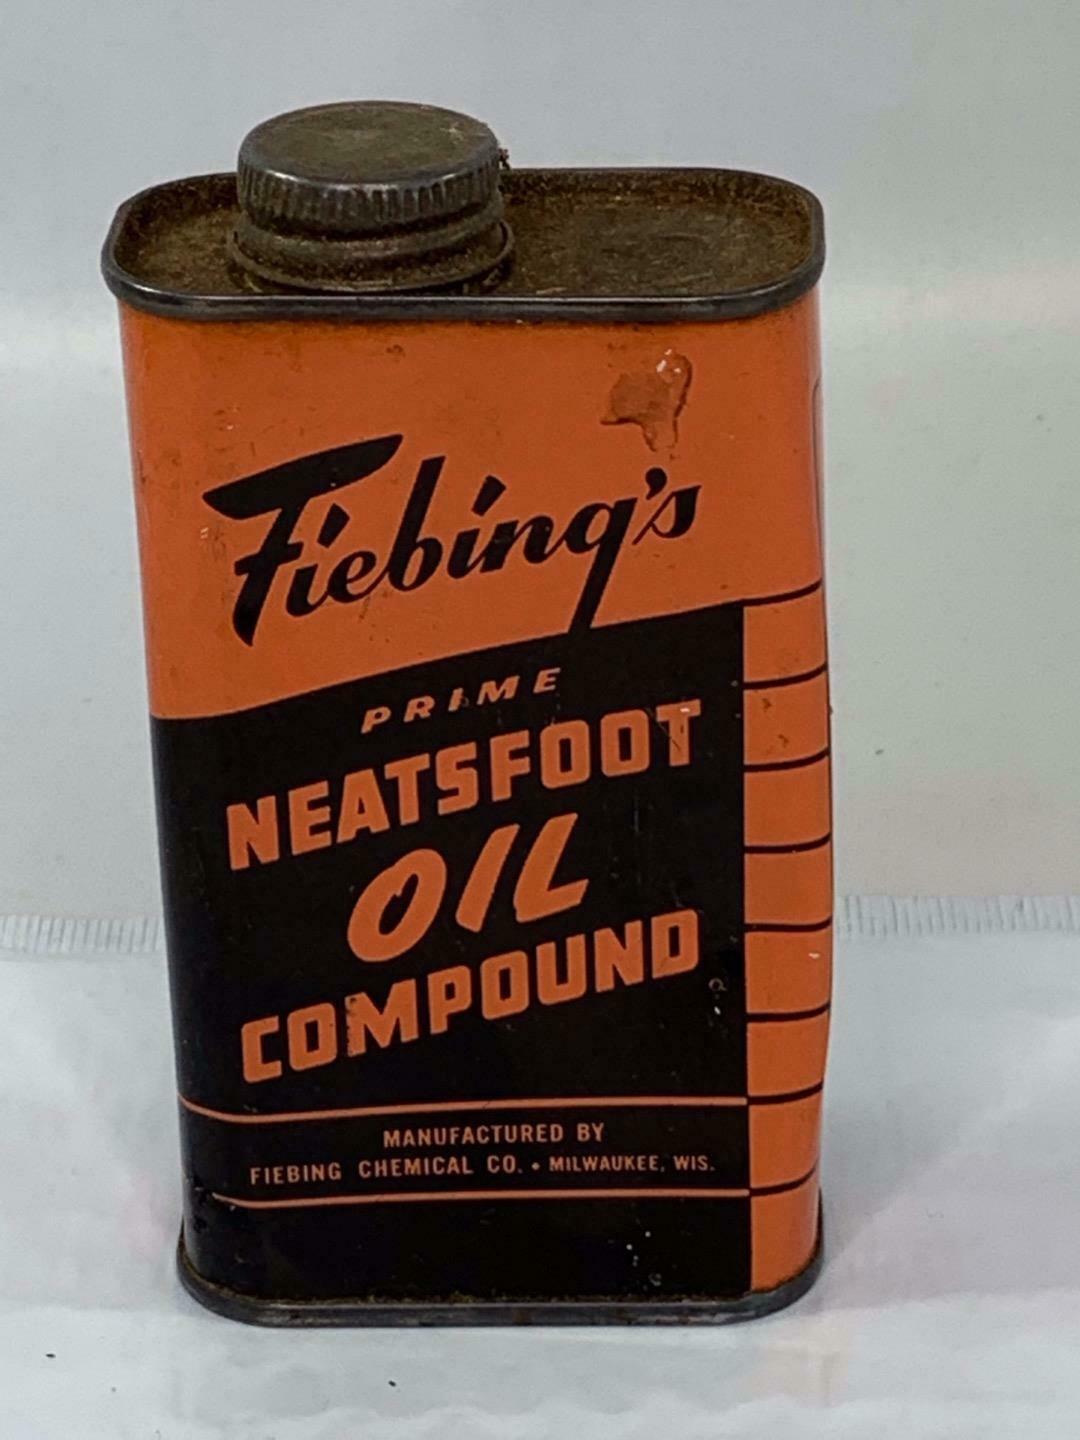 Fiebing's
PRIME
NEATSFOOT
OIL
COMPOUND
MANUFACTURED BY
FIEBING CHEMICAL CO. • MILWAUKEE, WIS.